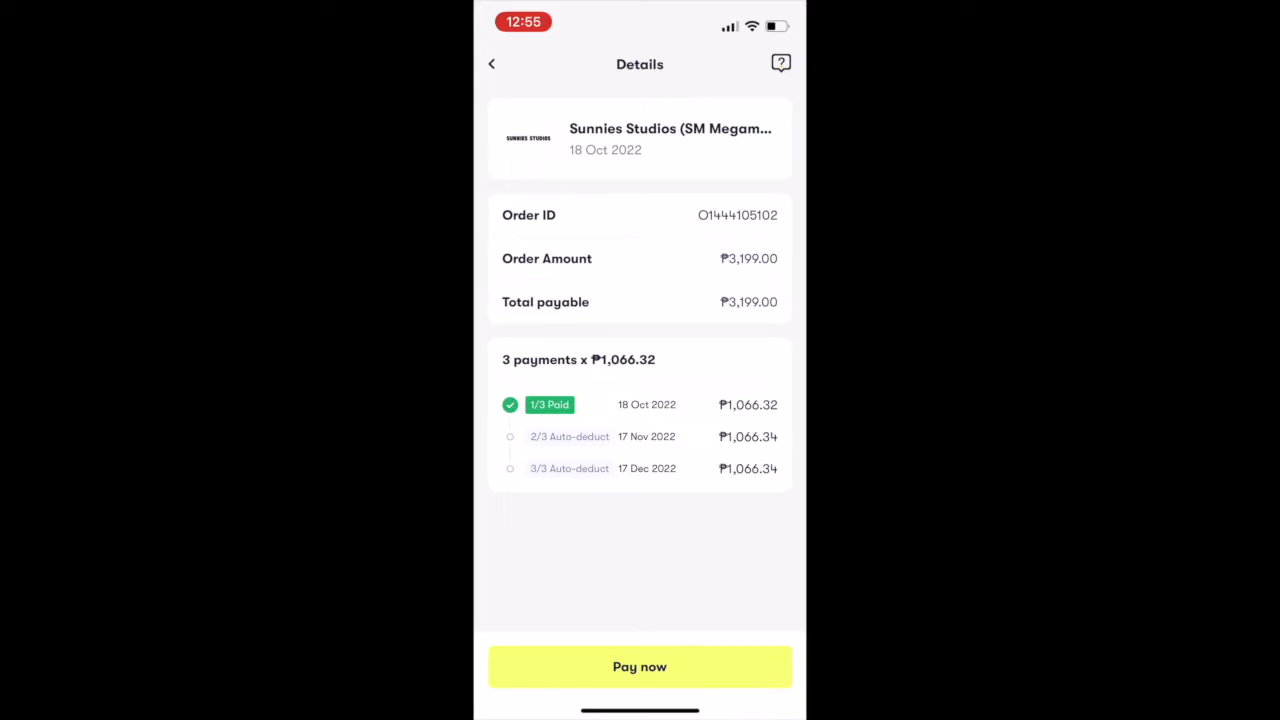 12:55
Details
?
SUNNIES STUDIOS
Sunnies Studios (SM Megam...
18 Oct 2022
Order ID O1444105102
Order Amount ₱3,199.00
Total payable ₱3,199.00
3 payments x ₱1,066.32
1/3 Paid 18 Oct 2022 ₱1,066.32
2/3 Auto-deduct 17 Nov 2022 ₱1,066.34
3/3 Auto-deduct 17 Dec 2022 ₱1,066.34
Pay now